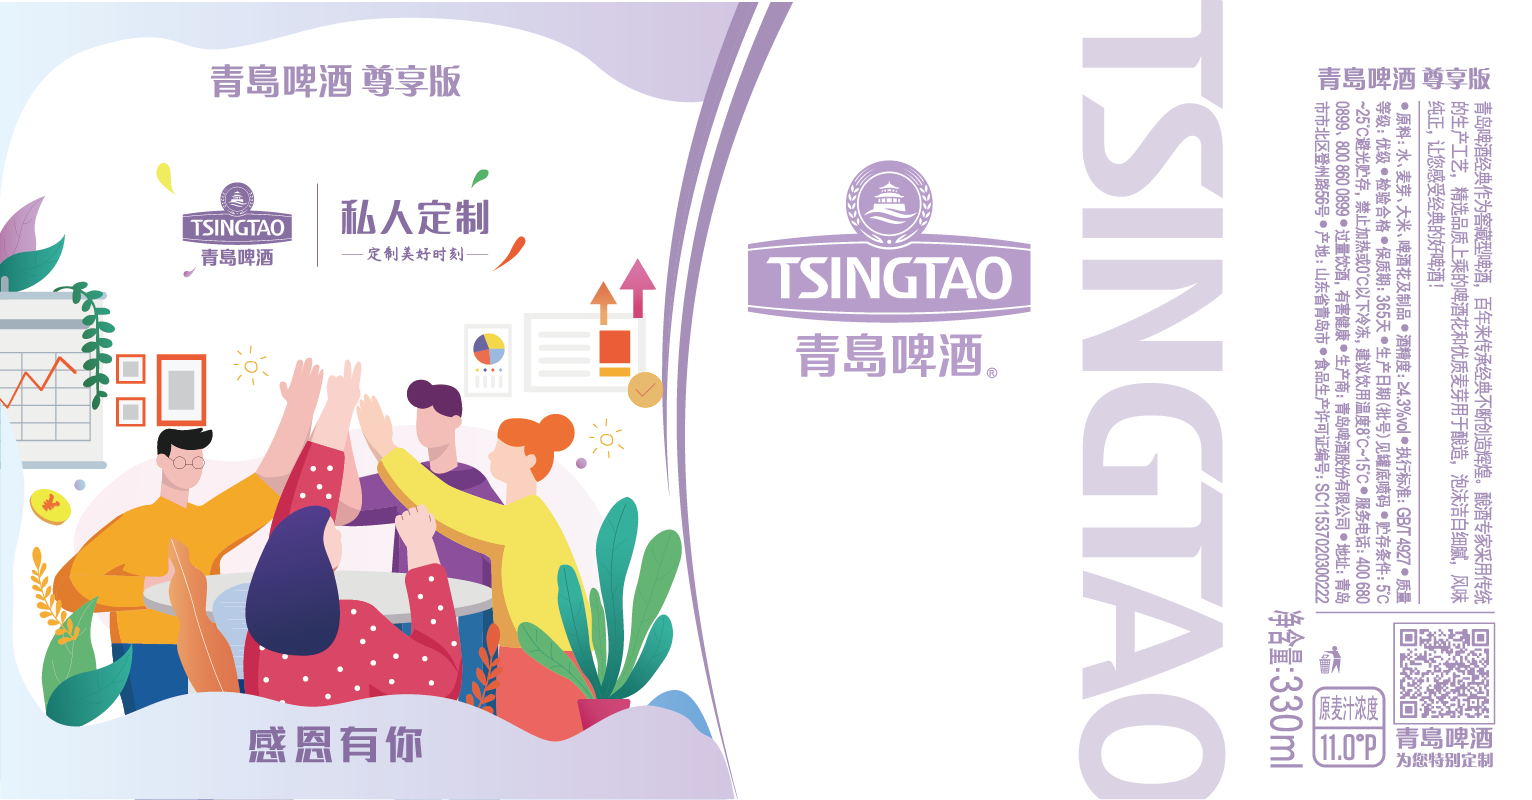 青島啤酒 尊享版
TSINGTAO
青島啤酒
私人定制
定制美好时刻
感恩有你
TSINGTAO
青島啤酒®
TSINGTAO
青島啤酒 尊享版
青岛啤酒经典作为窖藏型啤酒，百年来传承经典不断创造辉煌。酿酒专家采用传统
的生产工艺，精选品质上乘的啤酒花和优质麦芽用于酿造，泡沫洁白细腻，风味
纯正，让您感受经典的好啤酒！
●原料：水、麦芽、大米、啤酒花及制品 ●酒精度：≥4.3%vol ●执行标准：GB/T 4927 ●质量
等级：优级 ●检验合格 ●保质期：365天 ●生产日期(批号)见罐底喷码 ●贮存条件：5℃
~25℃避光贮存，禁止加热或0℃以下冷冻，建议饮用温度8℃~15℃ ●服务电话：400 680
0899、800 860 0899 ●过量饮酒，有害健康 ●生产商：青岛啤酒股份有限公司 ●地址：青岛
市市北区登州路56号 ●产地：山东省青岛市 ●食品生产许可证编号：SC11537020300222
净含量:330ml
原麦汁浓度
11.0°P
青島啤酒
为您特别定制